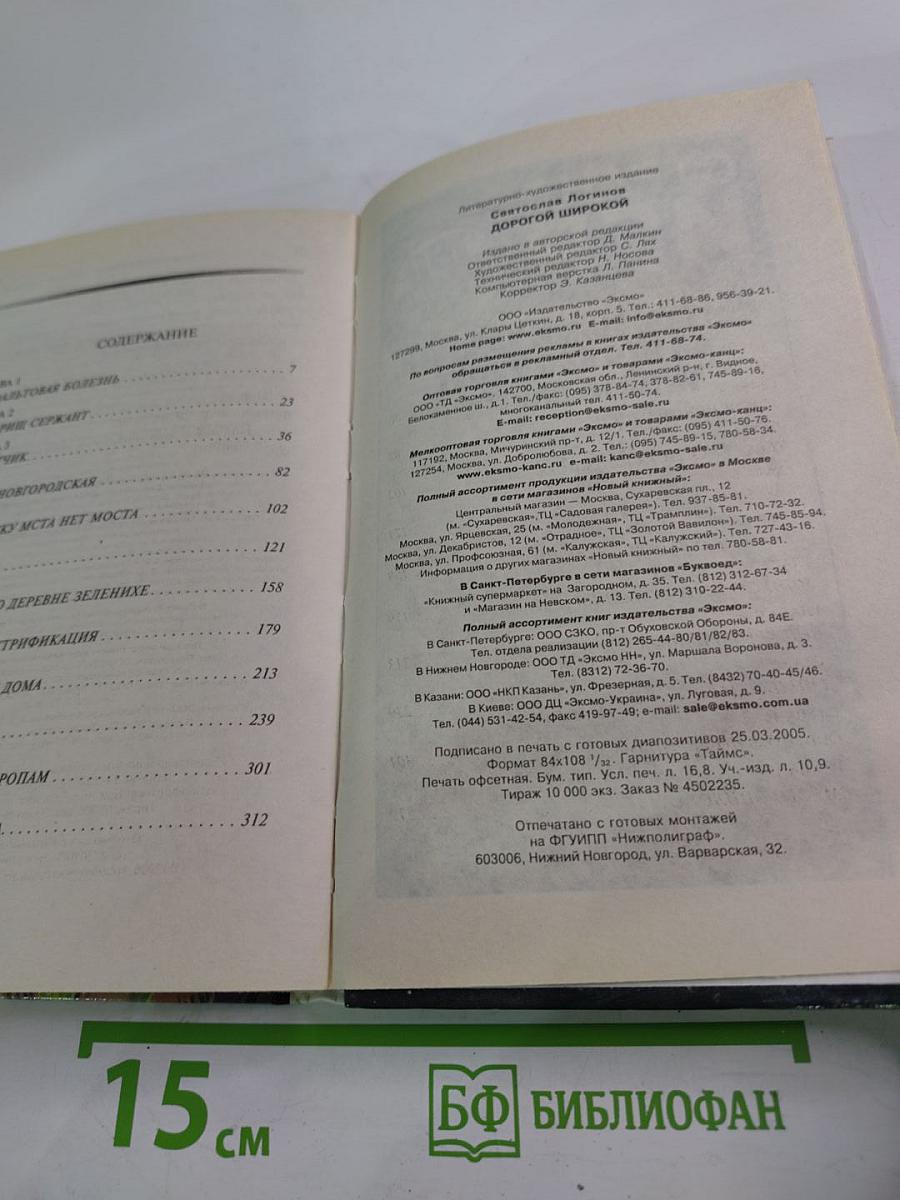 СОДЕРЖАНИЕ
БОЛЕЗНЬ 7
2
СЕРЖАНТ 23
3
36
НОВГОРОДСКАЯ 82
МСТА НЕТ МОСТА 102
121
О ДЕРЕВНЕ ЗЕЛЕНИХЕ 158
179
ДОМА 213
239
301
312
Литературно-художественное издание
Святослав Логинов
ДОРОГОЙ ШИРОКОЙ
Издано в авторской редакции
Ответственный редактор Д. Малкин
Художественный редактор С. Лях
Технический редактор Н. Носова
Компьютерная верстка Л. Панина
Корректор Э. Казанцева
ООО «Издательство «Эксмо»
127299, Москва, ул. Клары Цеткин, д. 18, корп. 5. Тел.: 411-68-86, 956-39-21.
Home page: www.eksmo.ru E-mail: info@eksmo.ru
По вопросам размещения рекламы в книгах издательства «Эксмо»
обращаться в рекламный отдел. Тел. 411-68-74.
Оптовая торговля книгами «Эксмо» и товарами «Эксмо-канц»:
ООО «ТД «Эксмо». 142700, Московская обл., Ленинский р-н, г. Видное,
Белокаменное ш., д.1. Тел./факс: (095) 378-84-74, 378-82-61, 745-89-16,
многоканальный тел. 411-50-74.
E-mail: reception@eksmo-sale.ru
Мелкооптовая торговля книгами «Эксмо» и товарами «Эксмо-канц»:
117192, Москва, Мичуринский пр-т, д. 12/1. Тел./факс: (095) 411-50-76.
127254, Москва, ул. Добролюбова, д. 2. Тел.: (095) 745-89-15, 780-58-34.
www.eksmo-kanc.ru e-mail: kanc@eksmo-sale.ru
Полный ассортимент продукции издательства «Эксмо» в Москве
в сети магазинов «Новый книжный»:
Центральный магазин — Москва, Сухаревская пл., 12
(м. «Сухаревская»,ТЦ «Садовая галерея»). Тел. 937-85-81.
Москва, ул. Ярцевская, 25 (м. «Молодежная», ТЦ «Трамплин»). Тел. 710-72-32.
Москва, ул. Декабристов, 12 (м. «Отрадное», ТЦ «Золотой Вавилон»). Тел. 745-85-94.
Москва, ул. Профсоюзная, 61 (м. «Калужская», ТЦ «Калужский»). Тел. 727-43-16.
Информация о других магазинах «Новый книжный» по тел. 780-58-81.
В Санкт-Петербурге в сети магазинов «Буквоед»:
«Книжный супермаркет» на Загородном, д. 35. Тел. (812) 312-67-34
и «Магазин на Невском», д. 13. Тел. (812) 310-22-44.
Полный ассортимент книг издательства «Эксмо»:
В Санкт-Петербурге: ООО СЗКО, пр-т Обуховской Обороны, д. 84Е.
Тел. отдела реализации (812) 265-44-80/81/82/83.
В Нижнем Новгороде: ООО ТД «Эксмо НН», ул. Маршала Воронова, д. 3.
Тел. (8312) 72-36-70.
В Казани: ООО «НКП Казань», ул. Фрезерная, д. 5. Тел. (8432) 70-40-45/46.
В Киеве: ООО ДЦ «Эксмо-Украина», ул. Луговая, д. 9.
Тел. (044) 531-42-54, факс 419-97-49; e-mail: sale@eksmo.com.ua
Подписано в печать с готовых диапозитивов 25.03.2005.
Формат 84x108 1/32. Гарнитура «Таймс».
Печать офсетная. Бум. тип. Усл. печ. л. 16,8. Уч.-изд. л. 10,9.
Тираж 10 000 экз. Заказ № 4502235.
Отпечатано с готовых монтажей
на ФГУИПП «Нижполиграф».
603006, Нижний Новгород, ул. Варварская, 32.
15 см
БФ БИБЛИОФАН